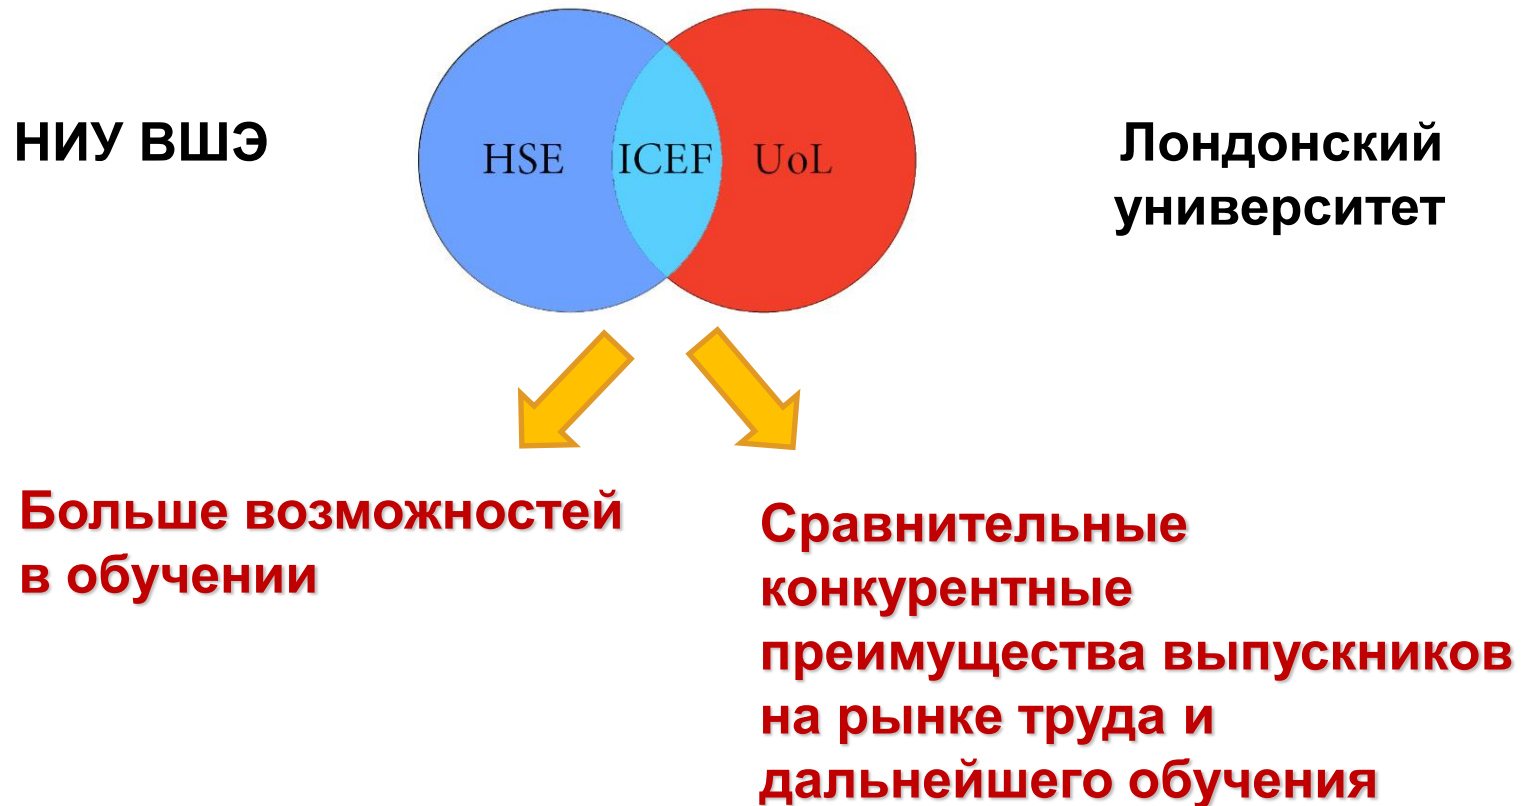 НИУ ВШЭ
HSE
ICEF
UoL
Лондонский
университет
Больше возможностей
в обучении
Сравнительные
конкурентные
преимущества выпускников
на рынке труда и
дальнейшего обучения